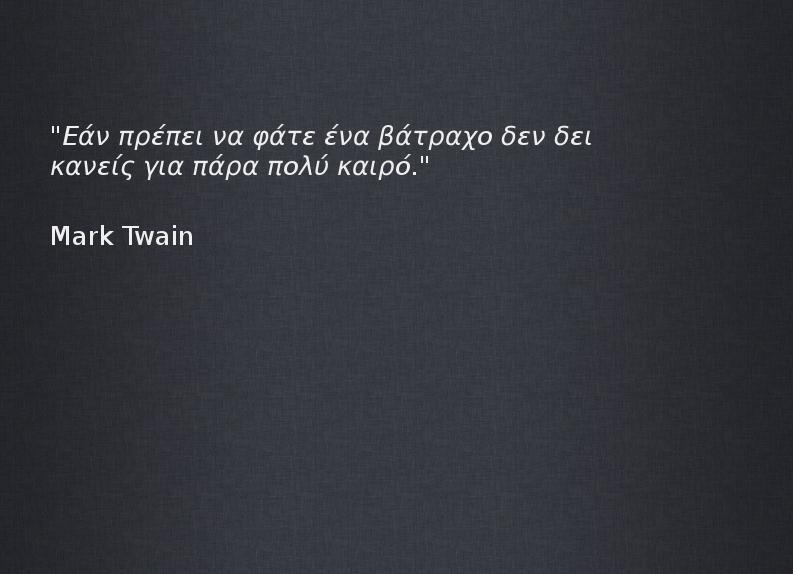 "Εάν πρέπει να φάτε ένα βάτραχο δεν δει
κανείς για πάρα πολύ καιρό."
Mark Twain